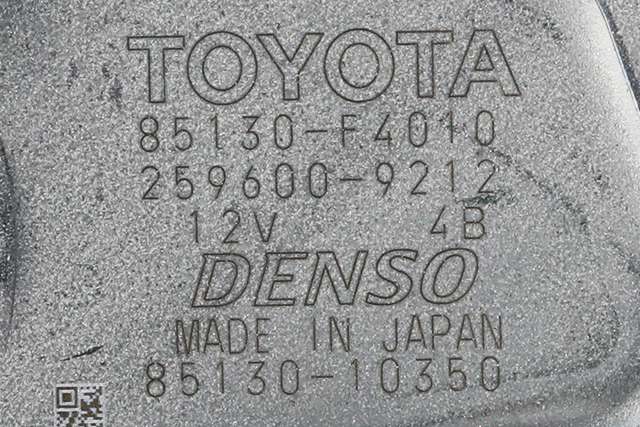 TOYOTA
85130-F4010
259600-9212
12V 4B
DENSO
MADE IN JAPAN
85130-10350